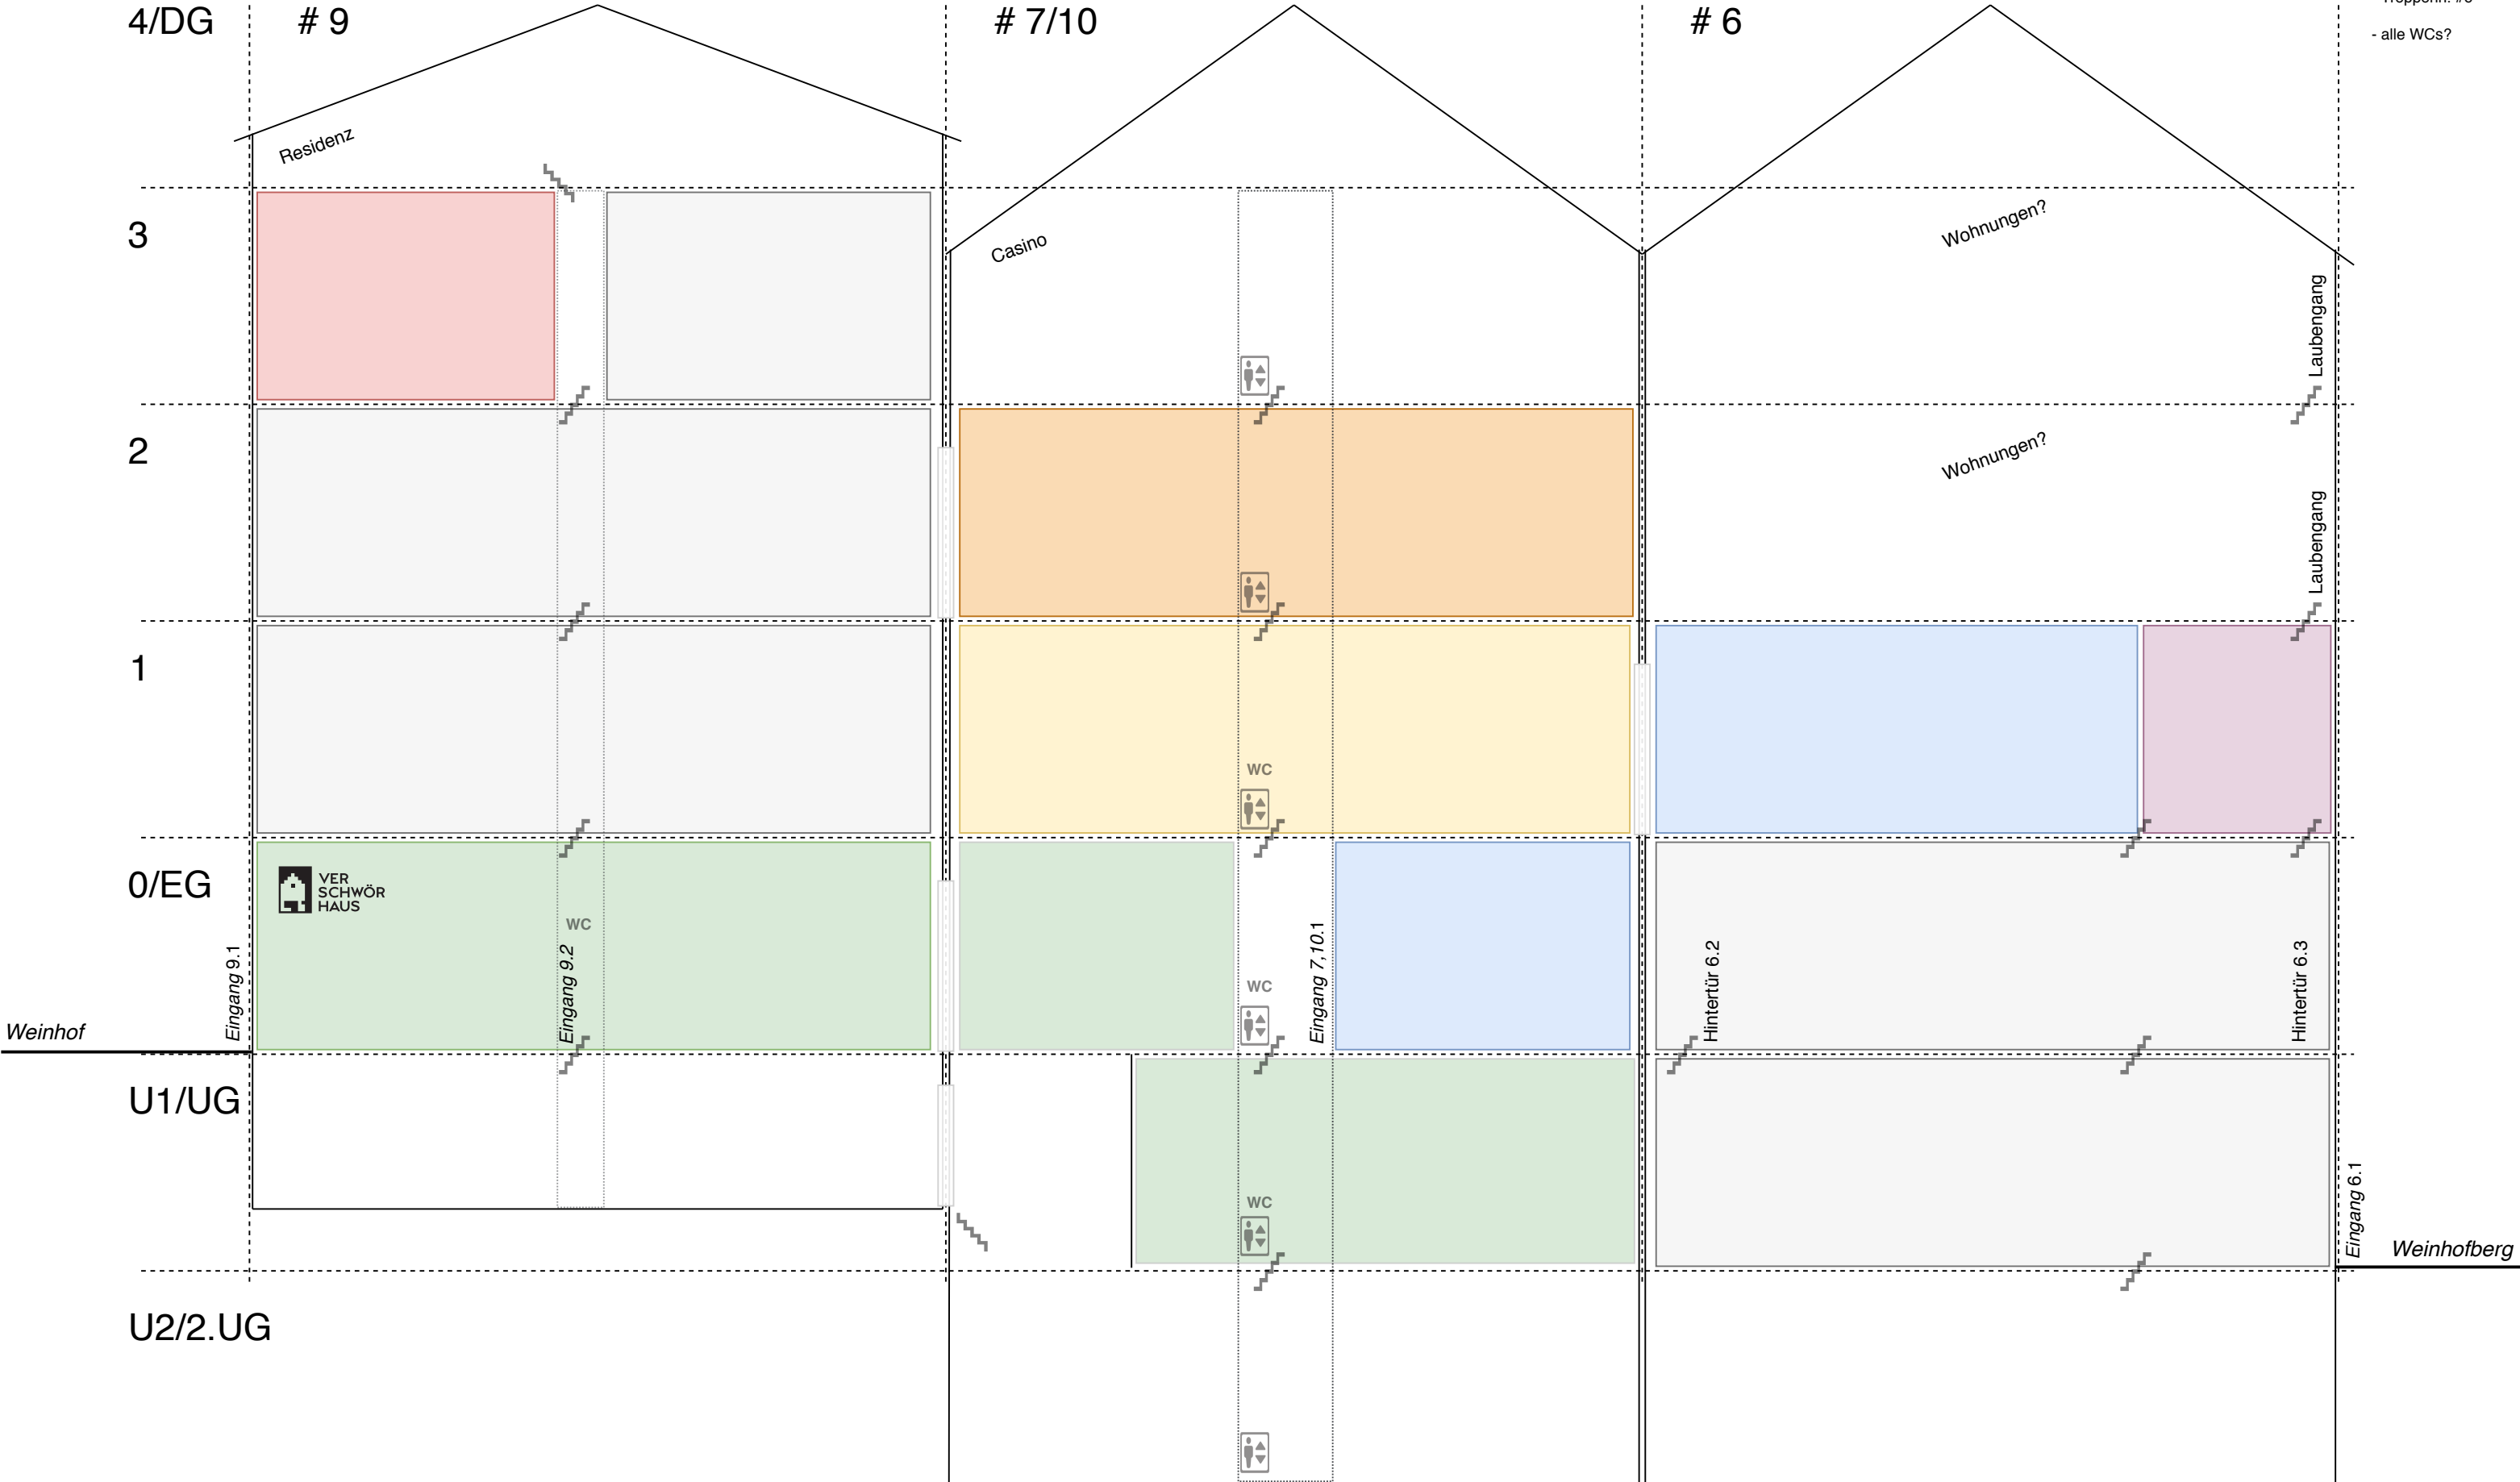 4/DG
# 9
# 7/10
# 6
- alle WCs?
Residenz
3
Casino
Wohnungen?
Laubengang
2
Wohnungen?
Laubengang
1
WC
0/EG
VER
SCHWÖR
HAUS
WC
WC
Eingang 9.1
Eingang 9.2
Eingang 7,10.1
Hintertür 6.2
Hintertür 6.3
Weinhof
U1/UG
WC
Eingang 6.1
Weinhofberg
U2/2.UG